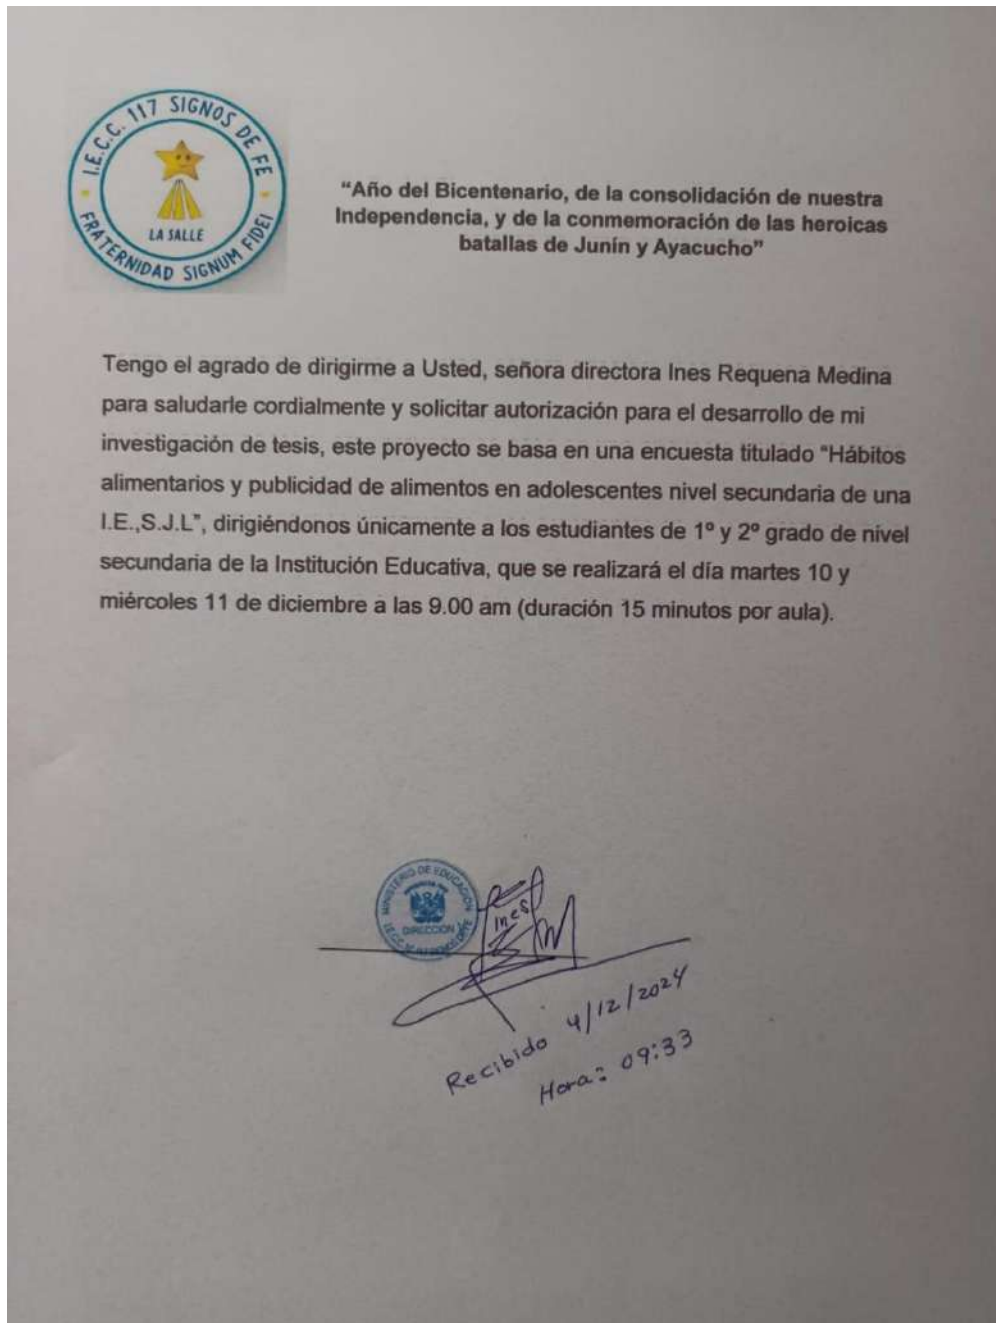 I.E.C.C. 117 SIGNOS DE FE
LA SALLE
FRATERNIDAD SIGNUM FIDEI
"Año del Bicentenario, de la consolidación de nuestra
Independencia, y de la conmemoración de las heroicas
batallas de Junín y Ayacucho"
Tengo el agrado de dirigirme a Usted, señora directora Ines Requena Medina
para saludarle cordialmente y solicitar autorización para el desarrollo de mi
investigación de tesis, este proyecto se basa en una encuesta titulado "Hábitos
alimentarios y publicidad de alimentos en adolescentes nivel secundaria de una
I.E.,S.J.L", dirigiéndonos únicamente a los estudiantes de 1º y 2º grado de nivel
secundaria de la Institución Educativa, que se realizará el día martes 10 y
miércoles 11 de diciembre a las 9.00 am (duración 15 minutos por aula).
MINISTERIO DE EDUCACIÓN
DIRECCIÓN
Ines
Recibido 4/12/2024
Hora: 09:33